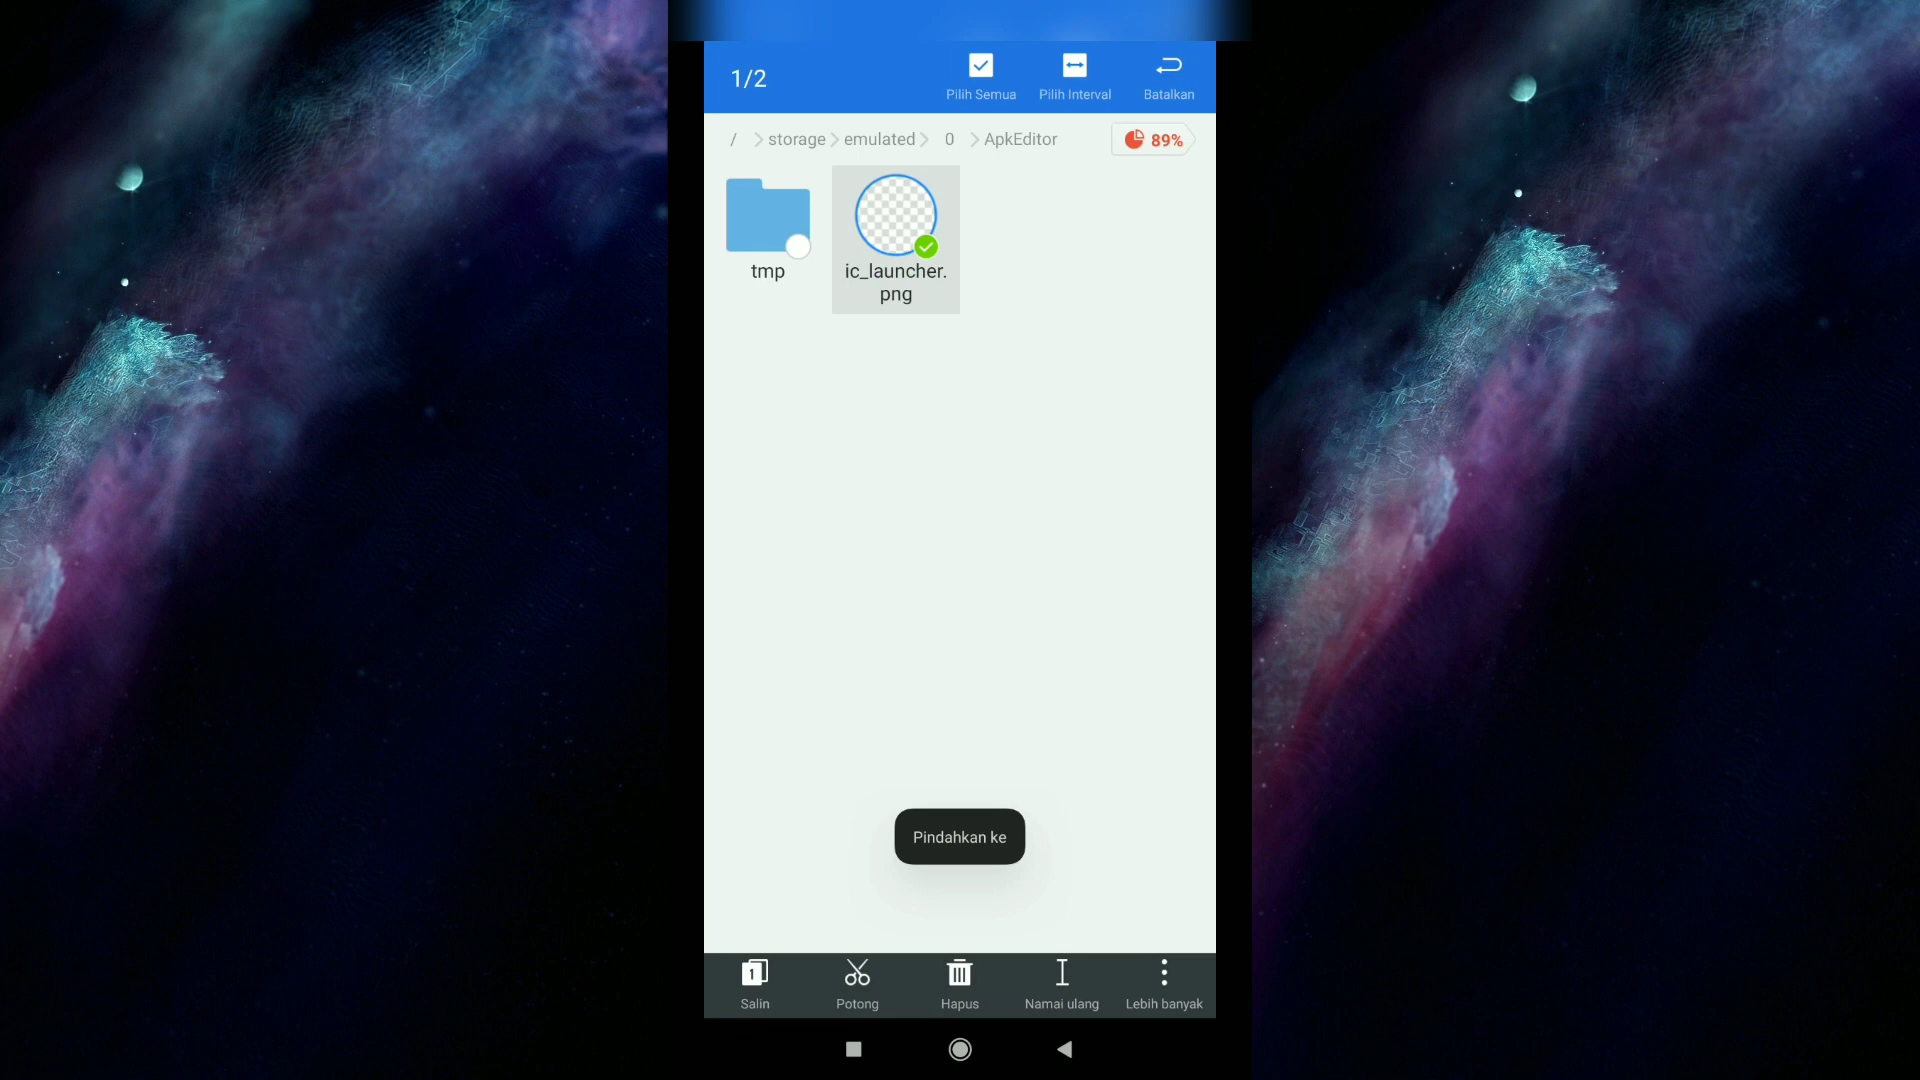 1/2
Pilih Semua
Pilih Interval
Batalkan
/ storage emulated 0 ApkEditor
89%
tmp
ic_launcher.
png
Pindahkan ke
1
Salin
Potong
Hapus
Namai ulang
Lebih banyak